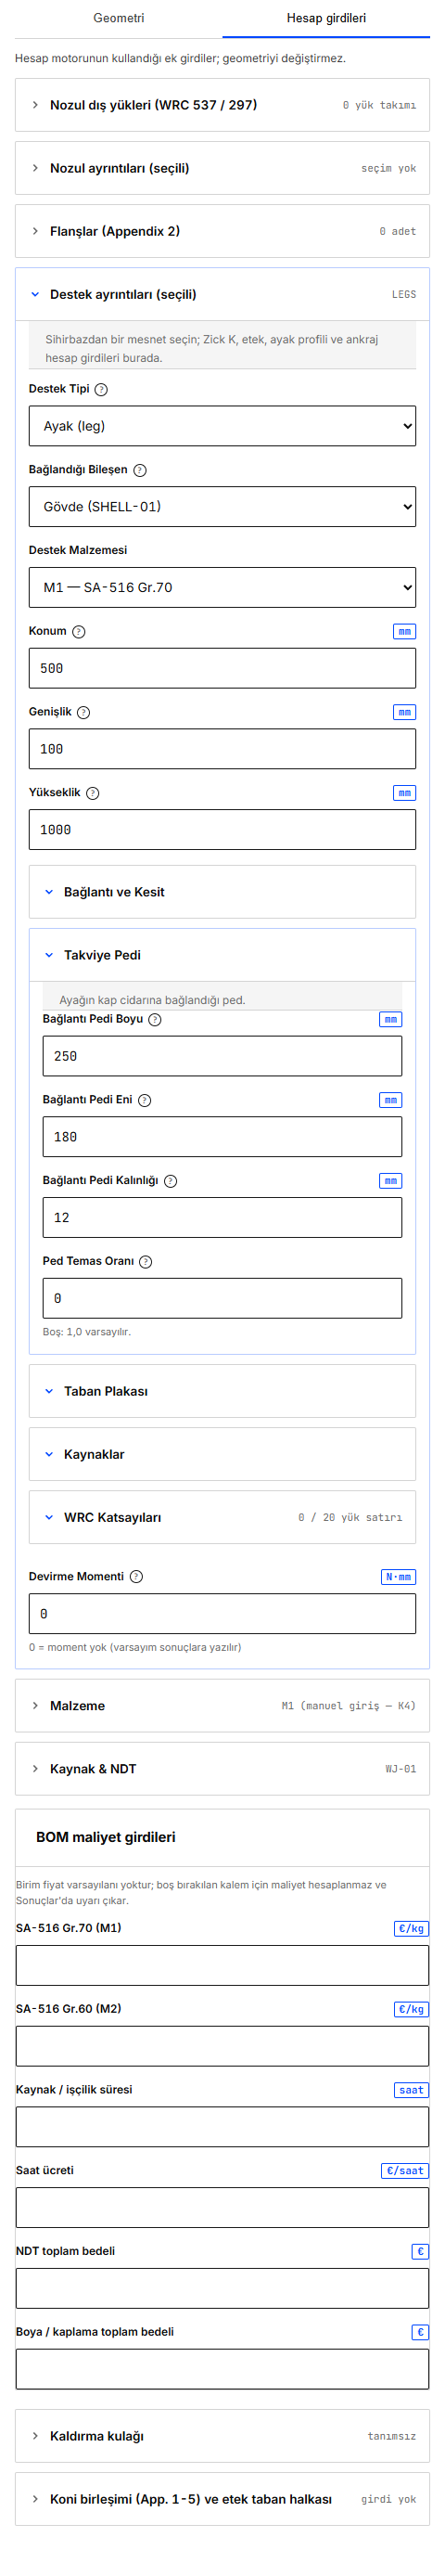 Geometri
Hesap girdileri
Hesap motorunun kullandığı ek girdiler; geometriyi değiştirmez.
Nozul dış yükleri (WRC 537 / 297)
0 yük takımı
Nozul ayrıntıları (seçili)
seçim yok
Flanşlar (Appendix 2)
0 adet
Destek ayrıntıları (seçili)
LEGS
Sihirbazdan bir mesnet seçin; Zick K, etek, ayak profili ve ankraj
hesap girdileri burada.
Destek Tipi ?
Ayak (leg)
Bağlandığı Bileşen ?
Gövde (SHELL-01)
Destek Malzemesi
M1 — SA-516 Gr.70
Konum ?
mm
500
Genişlik ?
mm
100
Yükseklik ?
mm
1000
Bağlantı ve Kesit
Takviye Pedi
Ayağın kap cidarına bağlandığı ped.
Bağlantı Pedi Boyu ?
mm
250
Bağlantı Pedi Eni ?
mm
180
Bağlantı Pedi Kalınlığı ?
mm
12
Ped Temas Oranı ?
0
Boş: 1,0 varsayılır.
Taban Plakası
Kaynaklar
WRC Katsayıları
0 / 20 yük satırı
Devirme Momenti ?
N·mm
0
0 = moment yok (varsayım sonuçlara yazılır)
Malzeme
M1 (manuel giriş — K4)
Kaynak & NDT
WJ-01
BOM maliyet girdileri
Birim fiyat varsayılanı yoktur; boş bırakılan kalem için maliyet hesaplanmaz ve
Sonuçlar'da uyarı çıkar.
SA-516 Gr.70 (M1)
€/kg
SA-516 Gr.60 (M2)
€/kg
Kaynak / işçilik süresi
saat
Saat ücreti
€/saat
NDT toplam bedeli
€
Boya / kaplama toplam bedeli
€
Kaldırma kulağı
tanımsız
Koni birleşimi (App. 1-5) ve etek taban halkası
girdi yok